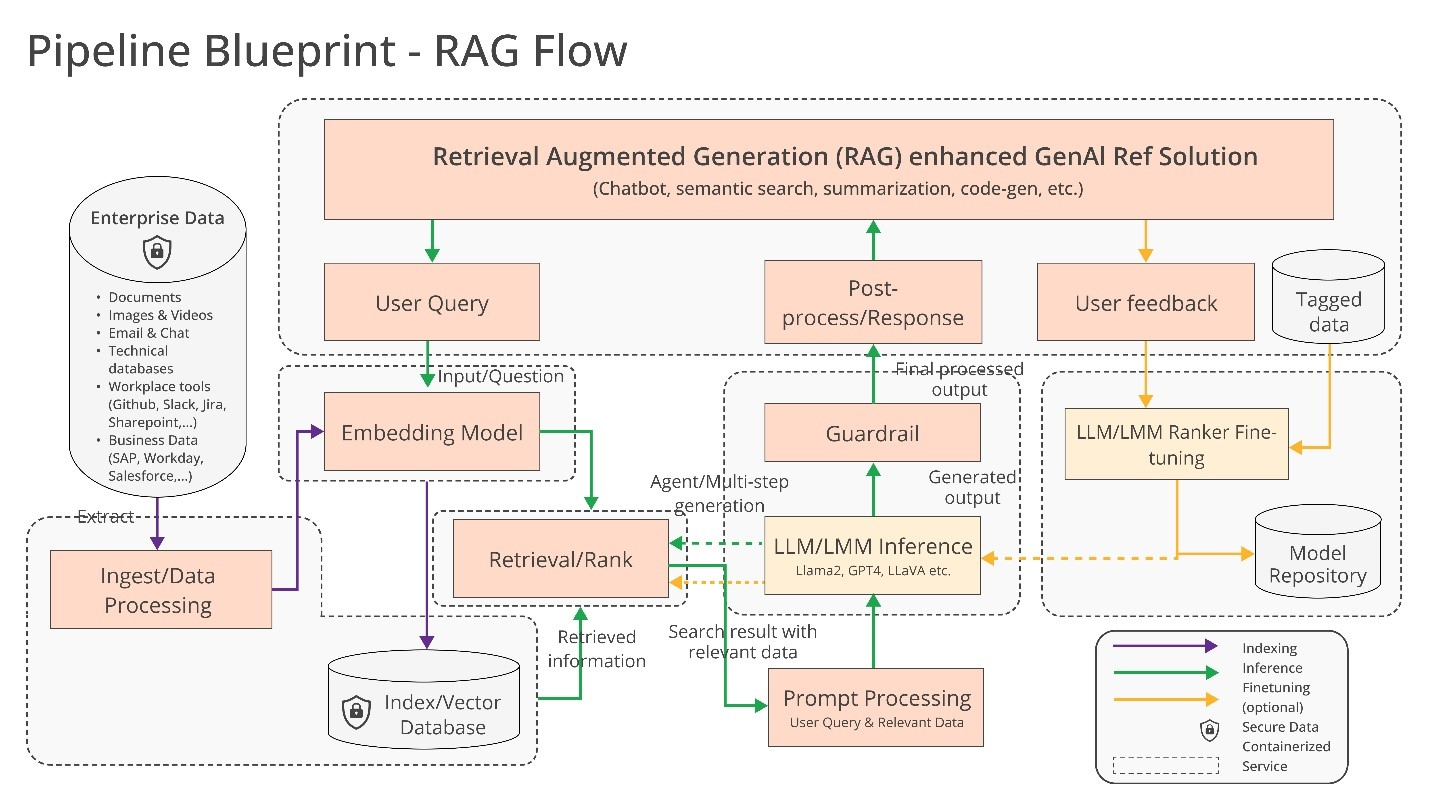 Pipeline Blueprint - RAG Flow
Retrieval Augmented Generation (RAG) enhanced GenAI Ref Solution
(Chatbot, semantic search, summarization, code-gen, etc.)
Enterprise Data
• Documents
• Images & Videos
• Email & Chat
• Technical
databases
• Workplace tools
(Github, Slack, Jira,
Sharepoint,...)
• Business Data
(SAP, Workday,
Salesforce,...)
User Query
Post-
process/Response
User feedback
Tagged
data
Input/Question
Final processed
output
Embedding Model
Guardrail
LLM/LMM Ranker Fine-
tuning
Agent/Multi-step
generation
Generated
output
Extract
Ingest/Data
Processing
Retrieval/Rank
LLM/LMM Inference
Llama2, GPT4, LLaVA etc.
Model
Repository
Retrieved
information
Search result with
relevant data
Index/Vector
Database
Prompt Processing
User Query & Relevant Data
Indexing
Inference
Finetuning
(optional)
Secure Data
Containerized
Service